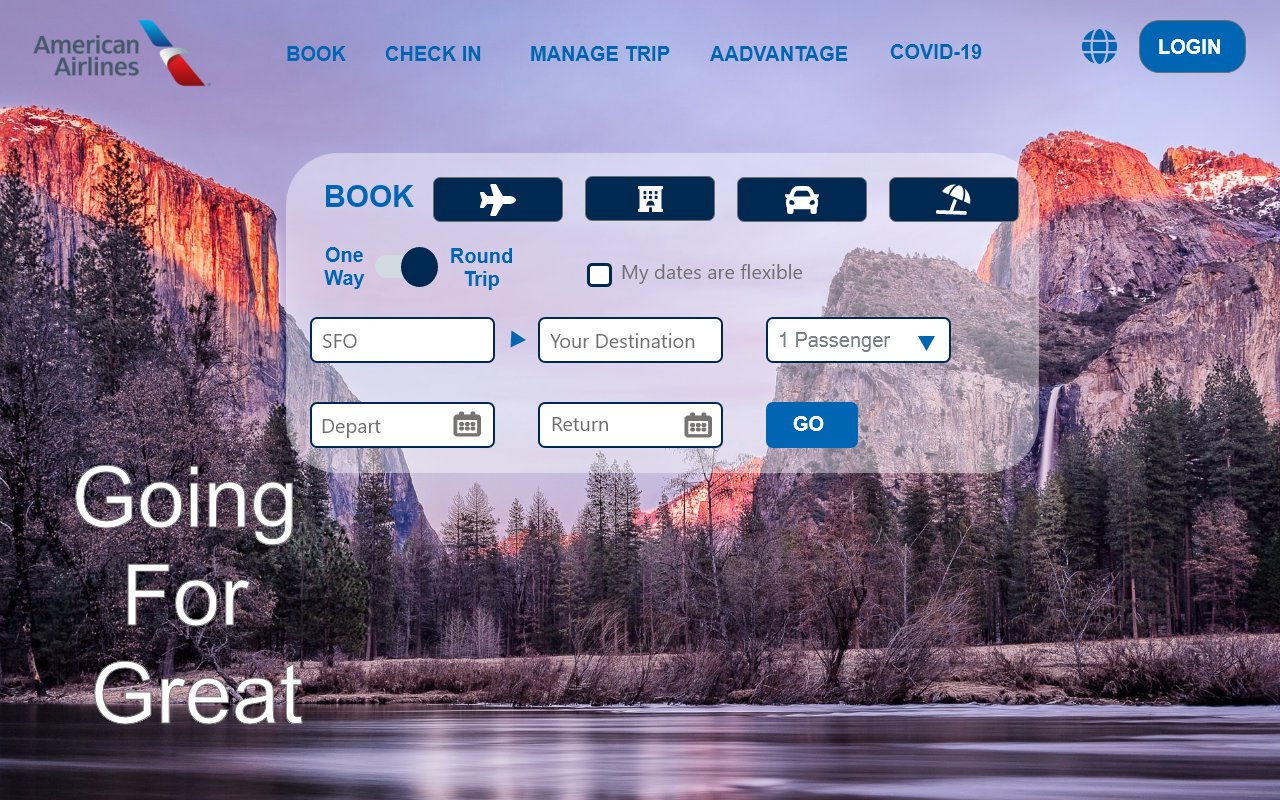 American
Airlines
BOOK
CHECK IN
MANAGE TRIP
AADVANTAGE
COVID-19
LOGIN
BOOK
One
Way
Round
Trip
My dates are flexible
SFO
Your Destination
1 Passenger
Depart
Return
GO
Going
For
Great